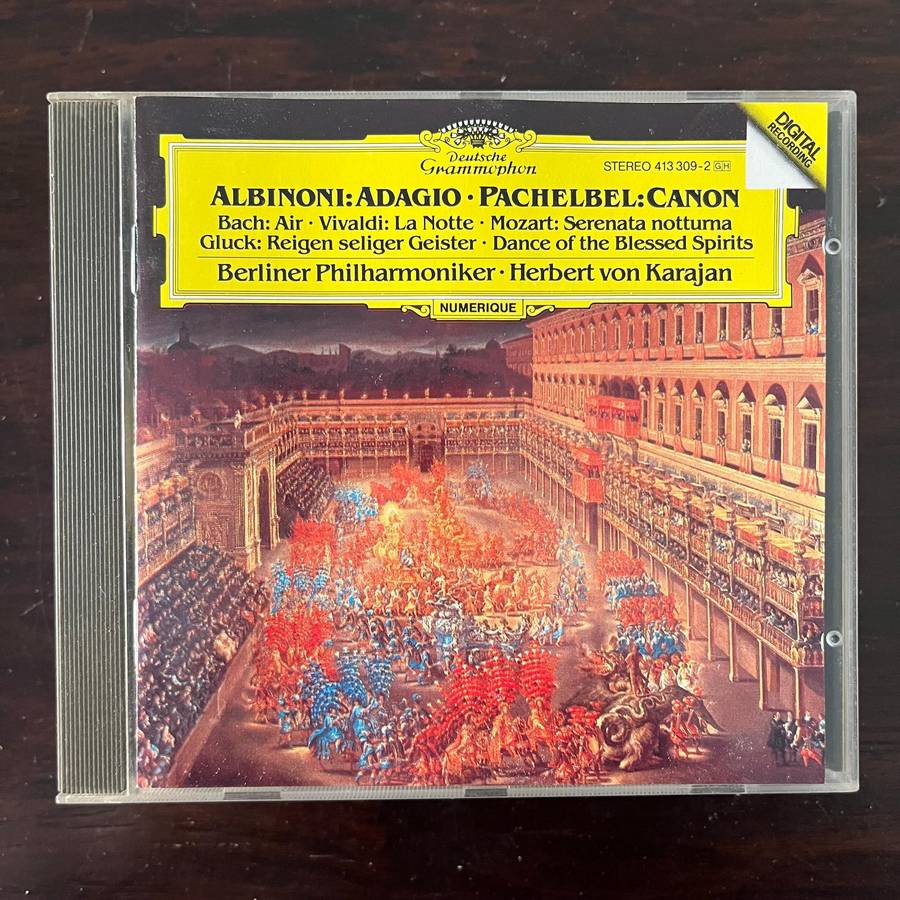 DIGITAL
RECORDING
Deutsche
Grammophon
STEREO 413 309-2 GH
ALBINONI: ADAGIO · PACHELBEL: CANON
Bach: Air · Vivaldi: La Notte · Mozart: Serenata notturna
Gluck: Reigen seliger Geister · Dance of the Blessed Spirits
Berliner Philharmoniker · Herbert von Karajan
NUMERIQUE